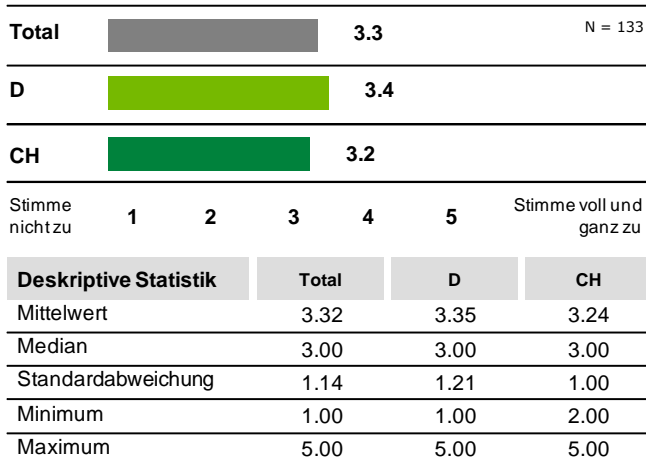 Total 3.3 N = 133
D 3.4
CH 3.2
Stimme nicht zu 1 2 3 4 5 Stimme voll und ganz zu
Deskriptive Statistik Total D CH
Mittelwert 3.32 3.35 3.24
Median 3.00 3.00 3.00
Standardabweichung 1.14 1.21 1.00
Minimum 1.00 1.00 2.00
Maximum 5.00 5.00 5.00